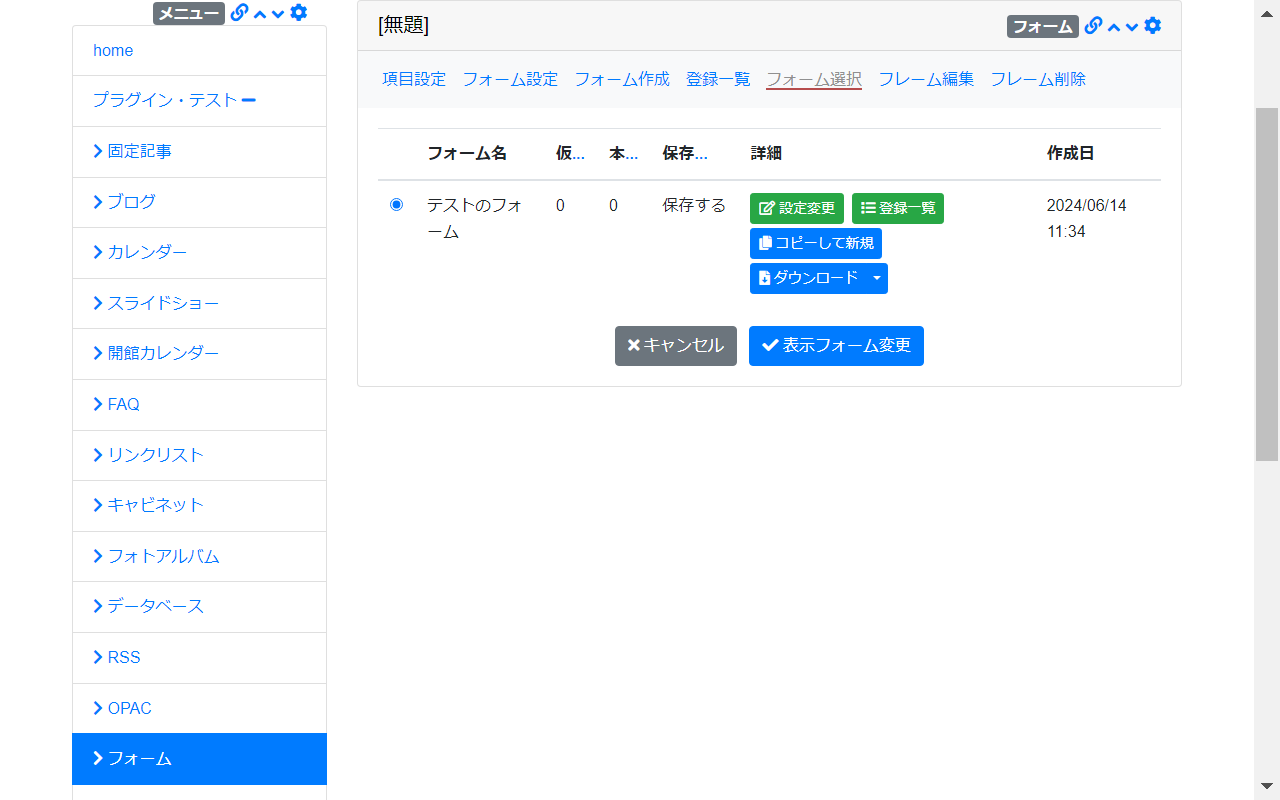 メニュー
home
プラグイン・テスト
固定記事
ブログ
カレンダー
スライドショー
開館カレンダー
FAQ
リンクリスト
キャビネット
フォトアルバム
データベース
RSS
OPAC
フォーム
[無題]
フォーム
項目設定 フォーム設定 フォーム作成 登録一覧 フォーム選択 フレーム編集 フレーム削除
フォーム名 仮... 本... 保存... 詳細 作成日
テストのフォ 0 0 保存する 設定変更 登録一覧 2024/06/14
ーム 11:34
コピーして新規
ダウンロード
キャンセル 表示フォーム変更